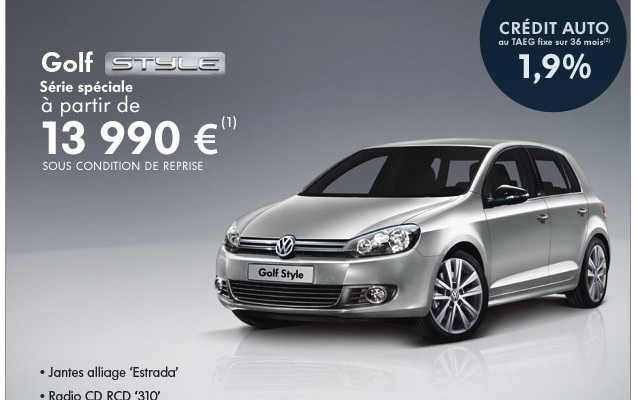 CRÉDIT AUTO
au TAEG fixe sur 36 mois(2)
1,9%
Golf STYLE
Série spéciale
à partir de
13 990 €(1)
SOUS CONDITION DE REPRISE
Golf Style
• Jantes alliage ‘Estrada’
• Radio CD RCD ‘310’